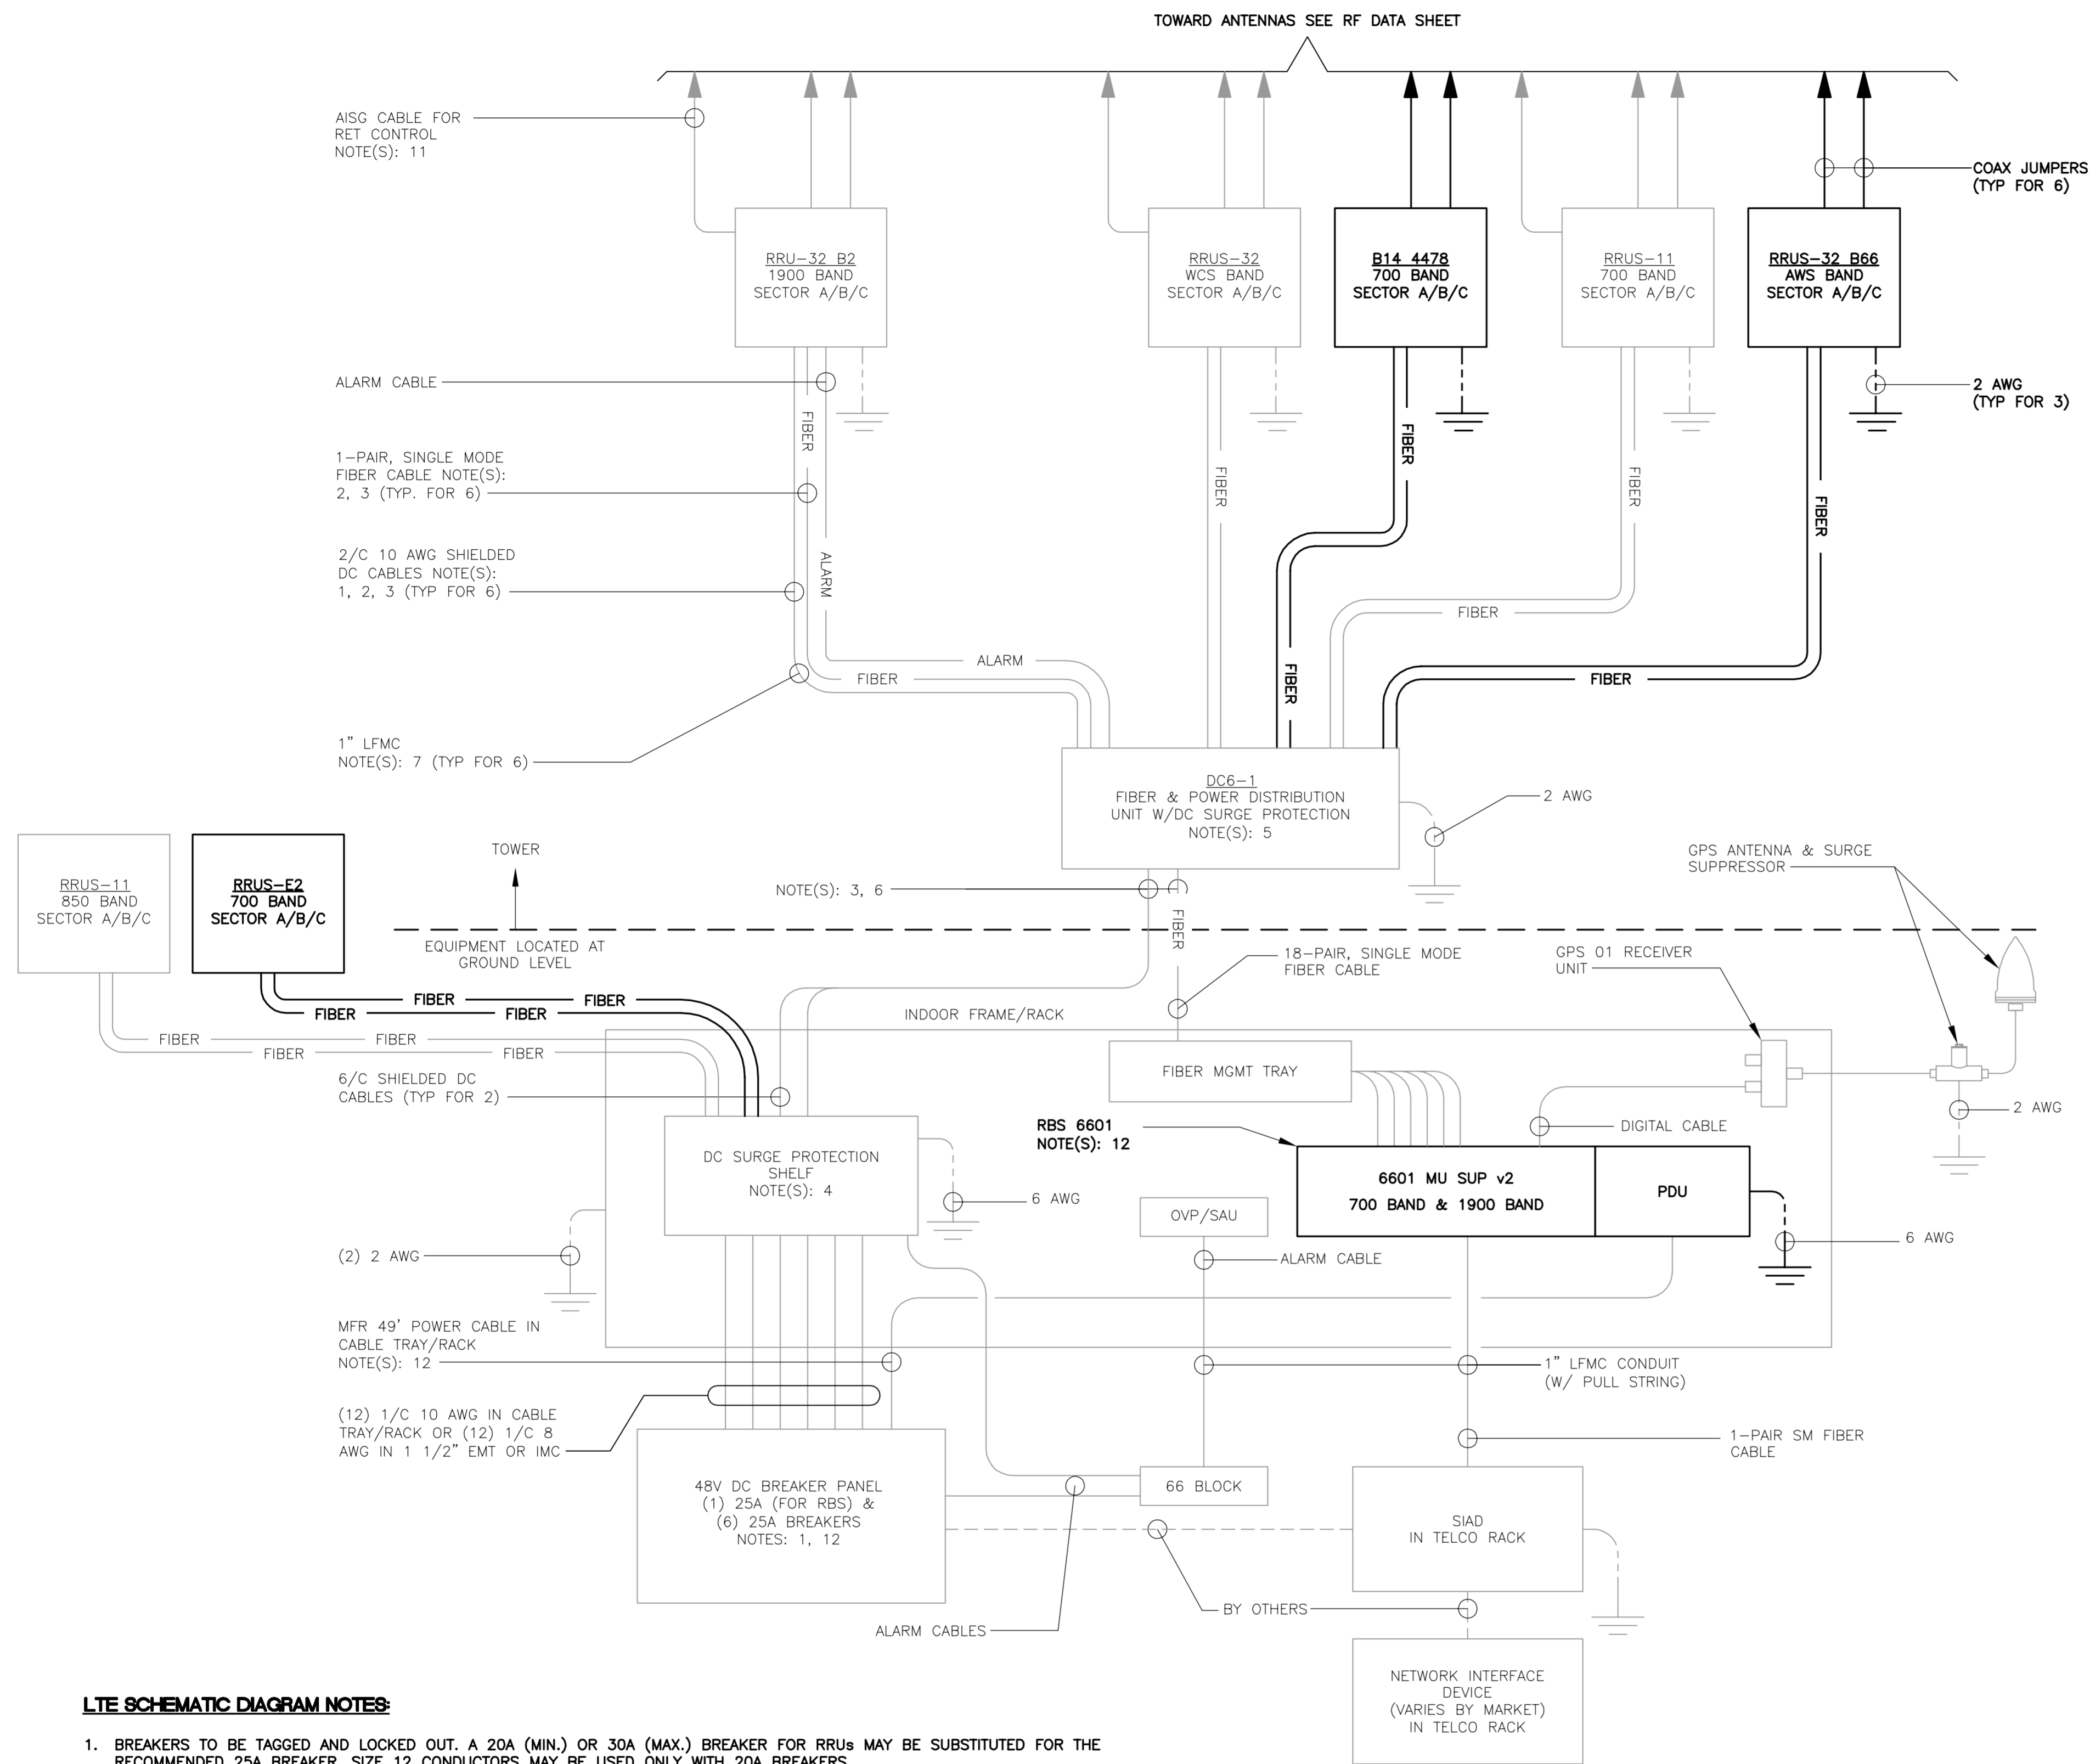 TOWARD ANTENNAS SEE RF DATA SHEET
AISG CABLE FOR
RET CONTROL
NOTE(S): 11
COAX JUMPERS
(TYP FOR 6)
RRU-32 B2
1900 BAND
SECTOR A/B/C
RRUS-32
WCS BAND
SECTOR A/B/C
B14 4478
700 BAND
SECTOR A/B/C
RRUS-11
700 BAND
SECTOR A/B/C
RRUS-32 B66
AWS BAND
SECTOR A/B/C
ALARM CABLE
2 AWG
(TYP FOR 3)
FIBER
FIBER
FIBER
FIBER
FIBER
1-PAIR, SINGLE MODE
FIBER CABLE NOTE(S):
2, 3 (TYP. FOR 6)
2/C 10 AWG SHIELDED
DC CABLES NOTE(S):
1, 2, 3 (TYP FOR 6)
ALARM
FIBER
ALARM
FIBER
FIBER
FIBER
1" LFMC
NOTE(S): 7 (TYP FOR 6)
DC6-1
FIBER & POWER DISTRIBUTION
UNIT W/DC SURGE PROTECTION
NOTE(S): 5
2 AWG
RRUS-11
850 BAND
SECTOR A/B/C
RRUS-E2
700 BAND
SECTOR A/B/C
TOWER
NOTE(S): 3, 6
GPS ANTENNA & SURGE
SUPPRESSOR
FIBER
EQUIPMENT LOCATED AT
GROUND LEVEL
18-PAIR, SINGLE MODE
FIBER CABLE
GPS 01 RECEIVER
UNIT
FIBER
FIBER
FIBER
FIBER
INDOOR FRAME/RACK
FIBER
FIBER
FIBER
FIBER
6/C SHIELDED DC
CABLES (TYP FOR 2)
FIBER MGMT TRAY
2 AWG
RBS 6601
NOTE(S): 12
DIGITAL CABLE
DC SURGE PROTECTION
SHELF
NOTE(S): 4
6 AWG
6601 MU SUP v2
700 BAND & 1900 BAND
PDU
OVP/SAU
6 AWG
(2) 2 AWG
ALARM CABLE
MFR 49' POWER CABLE IN
CABLE TRAY/RACK
NOTE(S): 12
1" LFMC CONDUIT
(W/ PULL STRING)
(12) 1/C 10 AWG IN CABLE
TRAY/RACK OR (12) 1/C 8
AWG IN 1 1/2" EMT OR IMC
1-PAIR SM FIBER
CABLE
48V DC BREAKER PANEL
(1) 25A (FOR RBS) &
(6) 25A BREAKERS
NOTES: 1, 12
66 BLOCK
SIAD
IN TELCO RACK
BY OTHERS
ALARM CABLES
NETWORK INTERFACE
DEVICE
(VARIES BY MARKET)
IN TELCO RACK
LTE SCHEMATIC DIAGRAM NOTES:
1. BREAKERS TO BE TAGGED AND LOCKED OUT. A 20A (MIN.) OR 30A (MAX.) BREAKER FOR RRUs MAY BE SUBSTITUTED FOR THE
RECOMMENDED 25A BREAKER. SIZE 12 CONDUCTORS MAY BE USED ONLY WITH 20A BREAKERS.